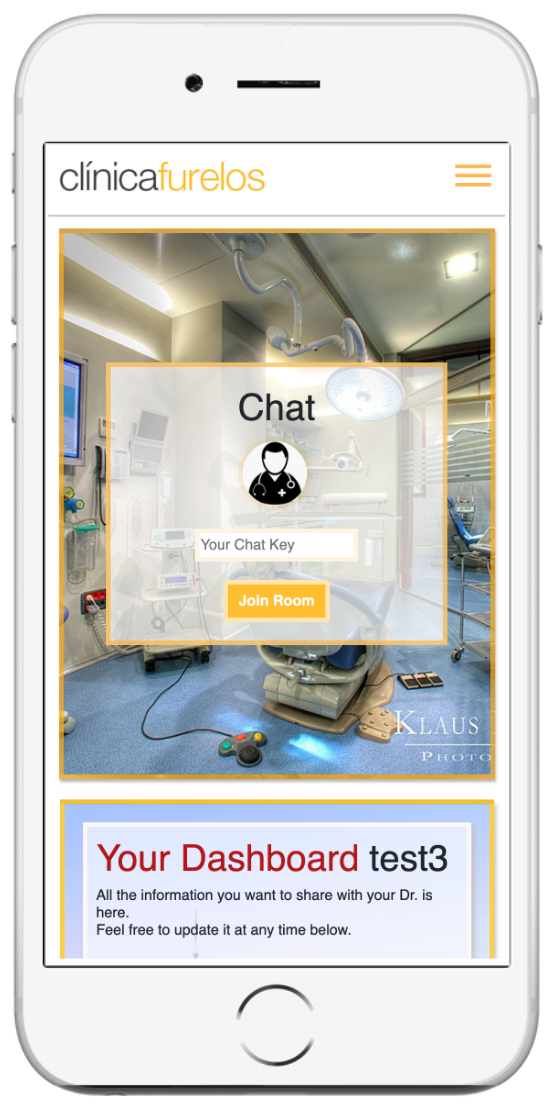 clínicafurelos
Chat
Your Chat Key
Join Room
KLAUS
PHOTO
Your Dashboard test3
All the information you want to share with your Dr. is
here.
Feel free to update it at any time below.